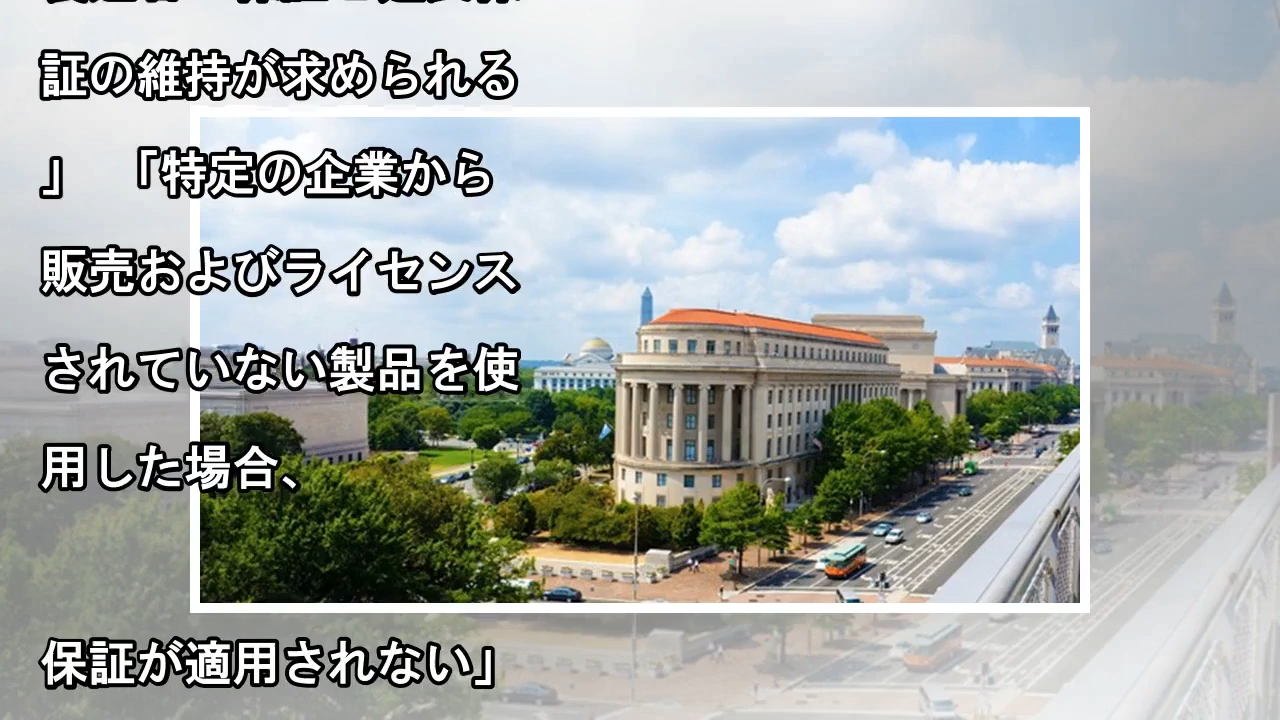 証の維持が求められる
」　「特定の企業から
販売およびライセンス
されていない製品を使
用した場合、
保証が適用されない」